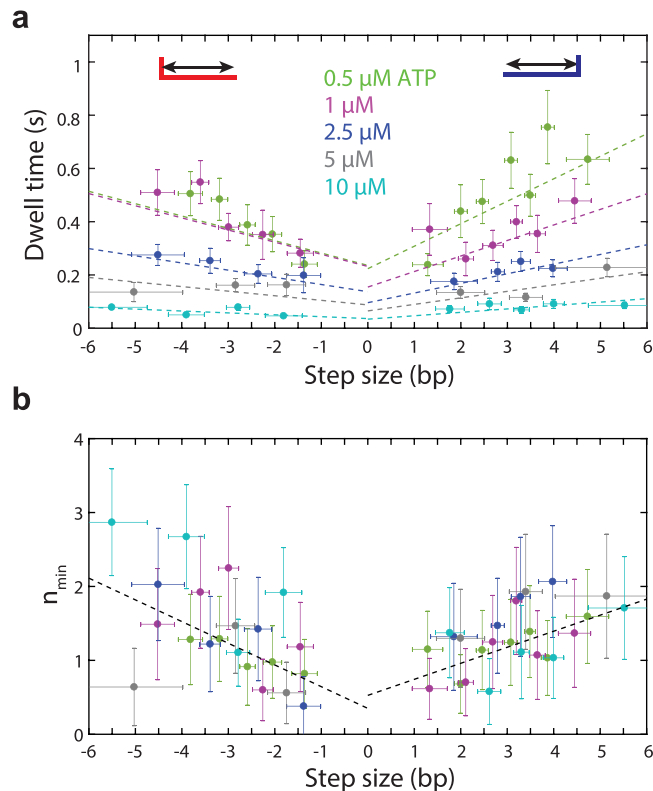 a
1
0.8
0.6
0.4
0.2
0
Dwell time (s)
0.5 µM ATP
1 µM
2.5 µM
5 µM
10 µM
-6 -5 -4 -3 -2 -1 0 1 2 3 4 5 6
Step size (bp)
b
4
3
2
1
0
nmin
-6 -5 -4 -3 -2 -1 0 1 2 3 4 5 6
Step size (bp)